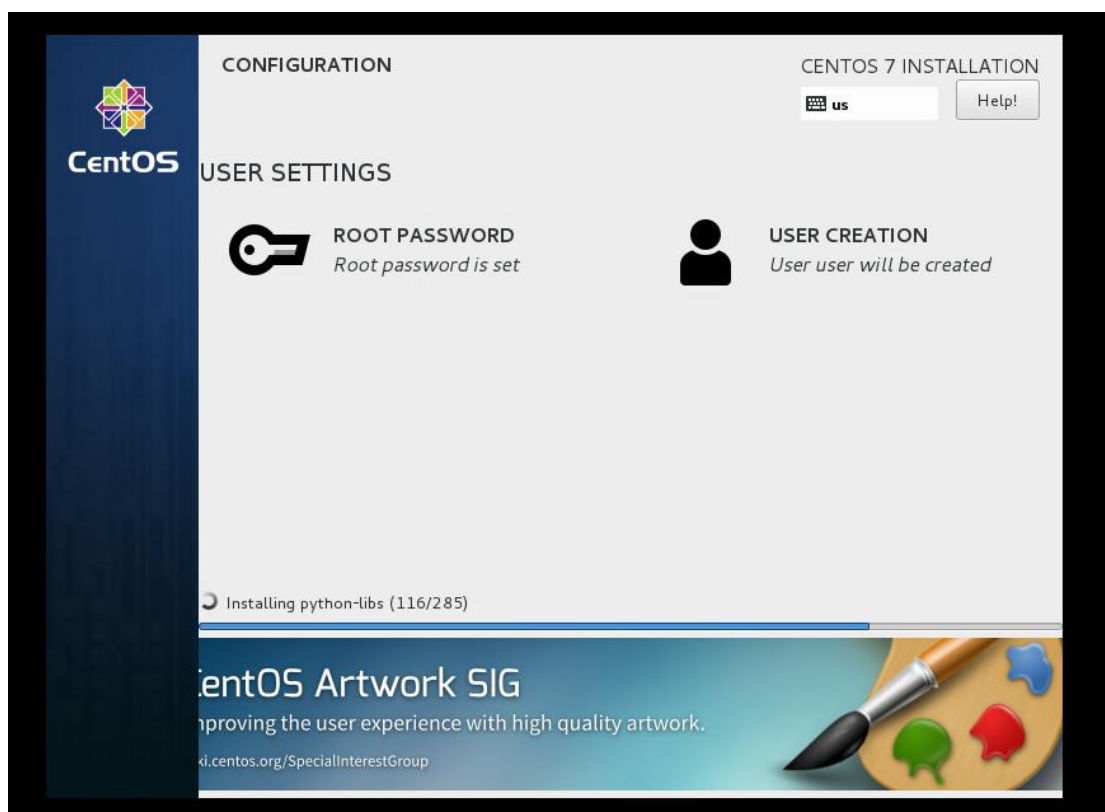 CentOS
CONFIGURATION
CENTOS 7 INSTALLATION
us
Help!
USER SETTINGS
ROOT PASSWORD
Root password is set
USER CREATION
User user will be created
Installing python-libs (116/285)
entOS Artwork SIG
proving the user experience with high quality artwork.
ki.centos.org/SpecialInterestGroup